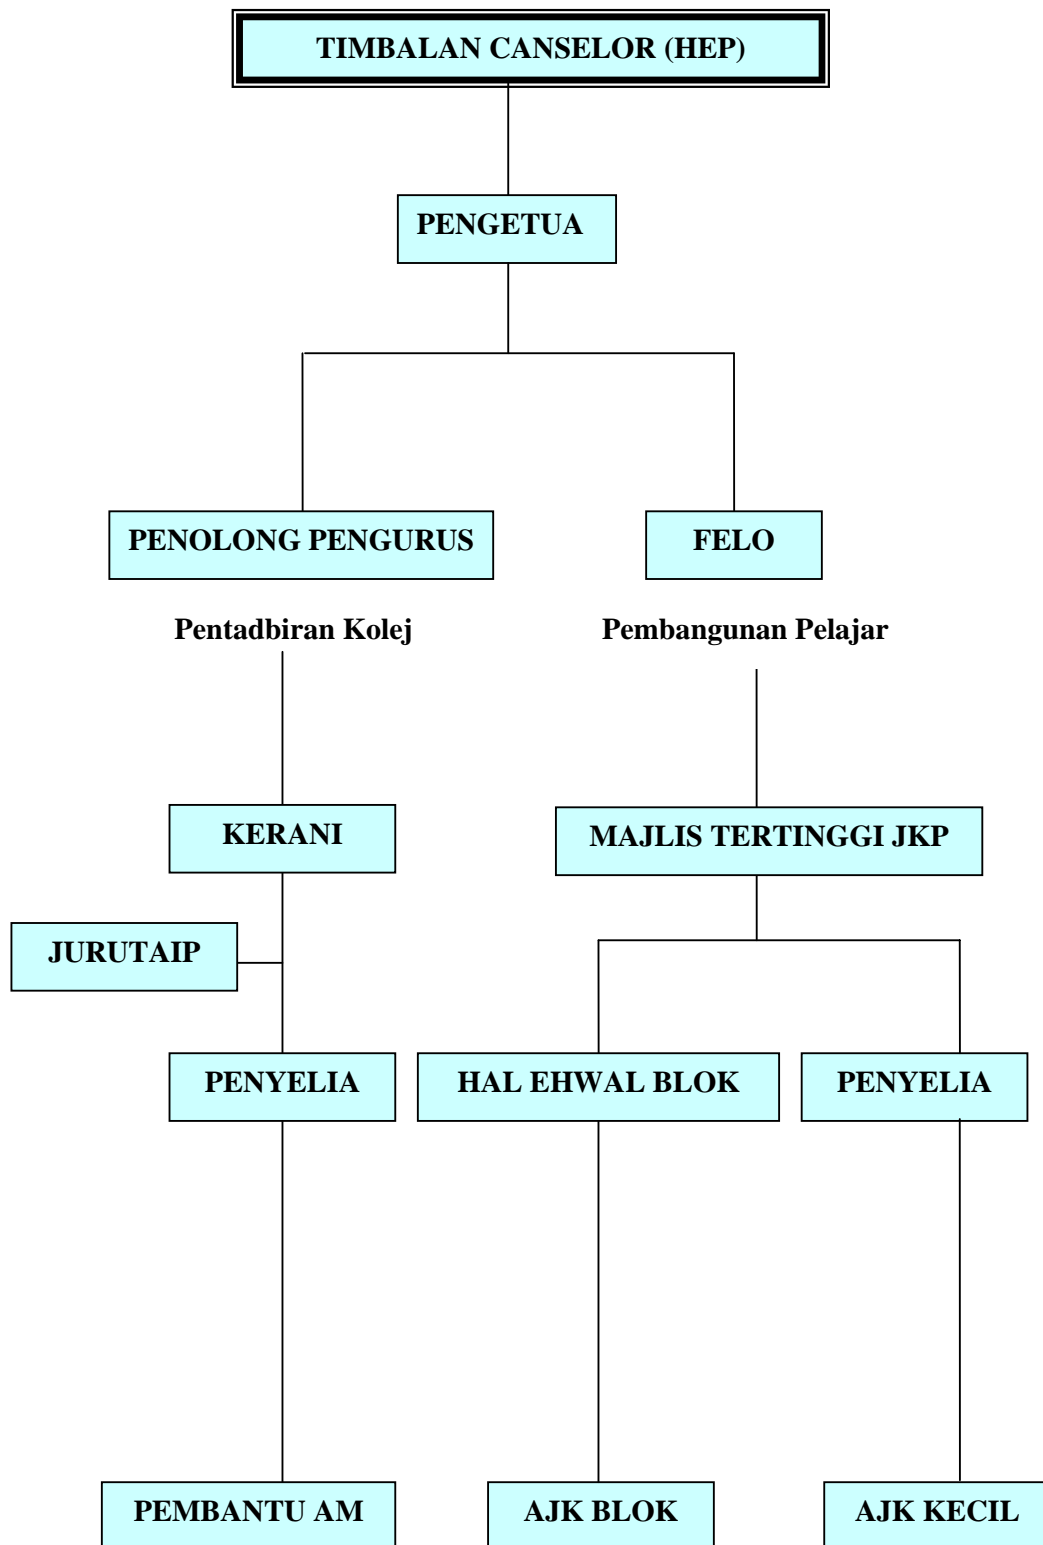 TIMBALAN CANSELOR (HEP)
PENGETUA
PENOLONG PENGURUS
FELO
Pentadbiran Kolej
Pembangunan Pelajar
KERANI
MAJLIS TERTINGGI JKP
JURUTAIP
PENYELIA
HAL EHWAL BLOK
PENYELIA
PEMBANTU AM
AJK BLOK
AJK KECIL